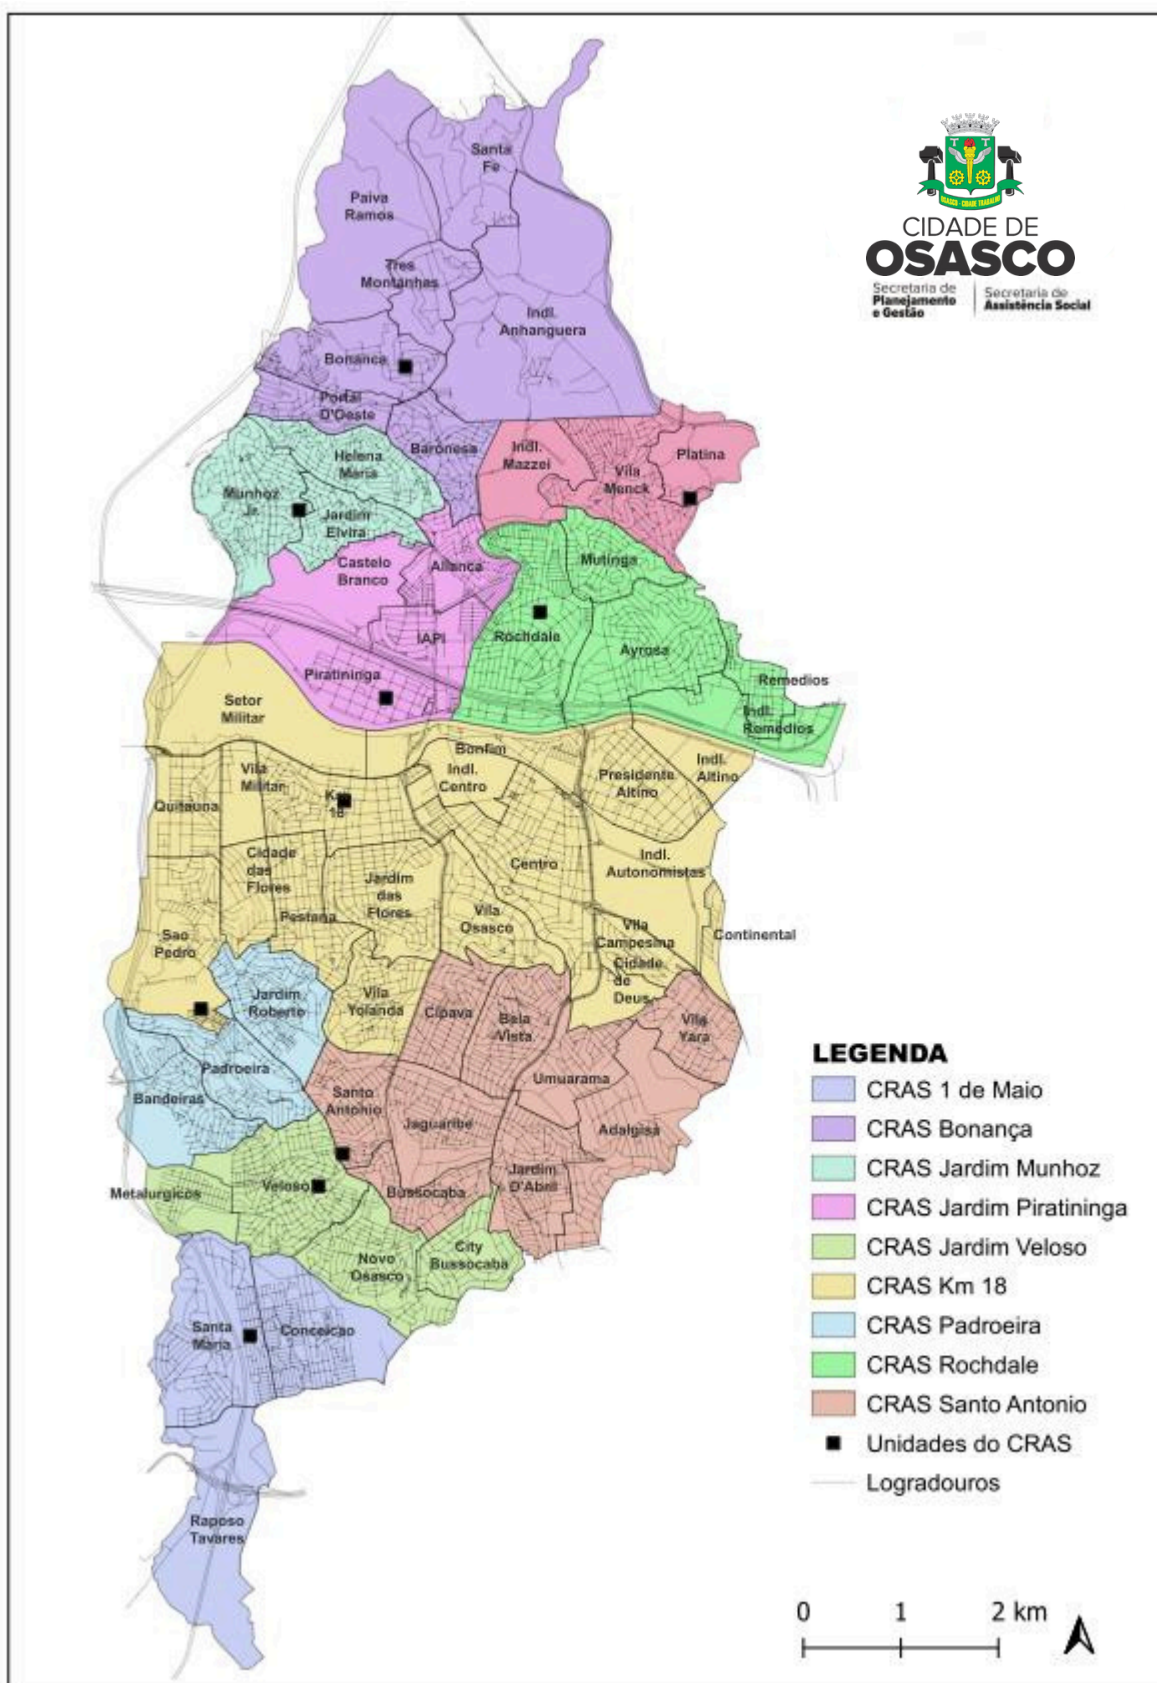 Santa
Fe
Paiva
Ramos
Tres
Montanhas
Indl.
Anhanguera
Bonanca
Portal
D'Oeste
Baronesa
Indl.
Mazzei
Platina
Vila
Menck
Helena
Maria
Munhoz
Jr.
Jardim
Elvira
Castelo
Branco
Alianca
Mutinga
Rochdale
IAPI
Ayrosa
Piratininga
Remedios
Indl.
Remedios
Setor
Militar
Bonfim
Indl.
Centro
Presidente
Altino
Indl.
Altino
Vila
Militar
Quitauna
Km
18
Cidade
das
Flores
Centro
Indl.
Autonomistas
Jardim
das
Flores
Pestana
Vila
Osasco
Vila
Campesina
Continental
Sao
Pedro
Cidade
de
Deus
Jardim
Roberto
Vila
Yolanda
Cipava
Bela
Vista
Vila
Yara
Padroeira
Bandeiras
Santo
Antonio
Umuarama
Jaguaribe
Adalgisa
Metalurgicos
Veloso
Bussocaba
Jardim
D'Abril
Novo
Osasco
City
Bussocaba
Santa
Maria
Conceicao
Raposo
Tavares
OSASCO - CIDADE TRABALHO
CIDADE DE
OSASCO
Secretaria de
Planejamento
e Gestão
Secretaria de
Assistência Social
LEGENDA
CRAS 1 de Maio
CRAS Bonança
CRAS Jardim Munhoz
CRAS Jardim Piratininga
CRAS Jardim Veloso
CRAS Km 18
CRAS Padroeira
CRAS Rochdale
CRAS Santo Antonio
Unidades do CRAS
Logradouros
0 1 2 km